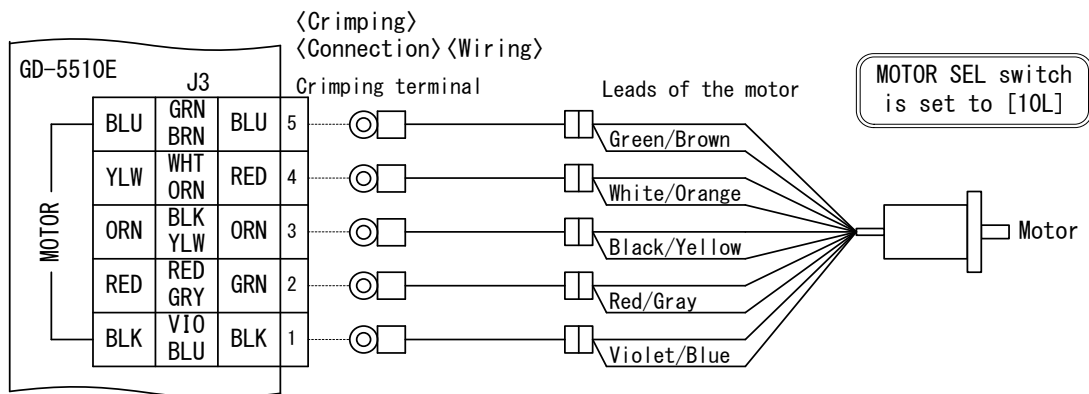 〈Crimping〉
〈Connection〉〈Wiring〉
GD-5510E
J3
Crimping terminal
Leads of the motor
MOTOR SEL switch
is set to [10L]
MOTOR
BLU GRN BRN BLU 5
Green/Brown
YLW WHT ORN RED 4
White/Orange
ORN BLK YLW ORN 3
Black/Yellow
Motor
RED RED GRY GRN 2
Red/Gray
BLK VIO BLU BLK 1
Violet/Blue